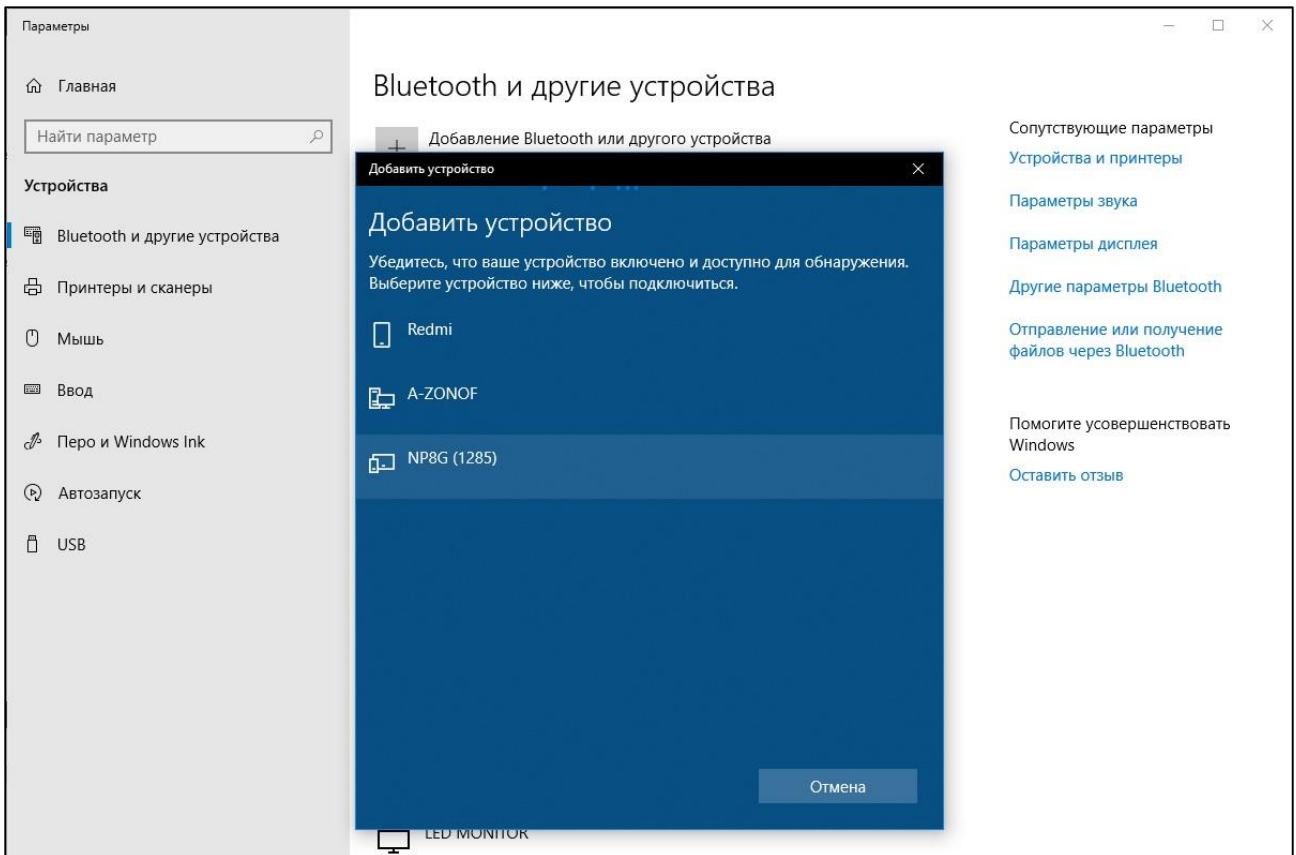 Параметры
Главная
Найти параметр
Устройства
Bluetooth и другие устройства
Принтеры и сканеры
Мышь
Ввод
Перо и Windows Ink
Автозапуск
USB
Bluetooth и другие устройства
Добавление Bluetooth или другого устройства
Добавить устройство
Добавить устройство
Убедитесь, что ваше устройство включено и доступно для обнаружения.
Выберите устройство ниже, чтобы подключиться.
Redmi
A-ZONOF
NP8G (1285)
Отмена
LED MONITOR
Сопутствующие параметры
Устройства и принтеры
Параметры звука
Параметры дисплея
Другие параметры Bluetooth
Отправление или получение
файлов через Bluetooth
Помогите усовершенствовать
Windows
Оставить отзыв